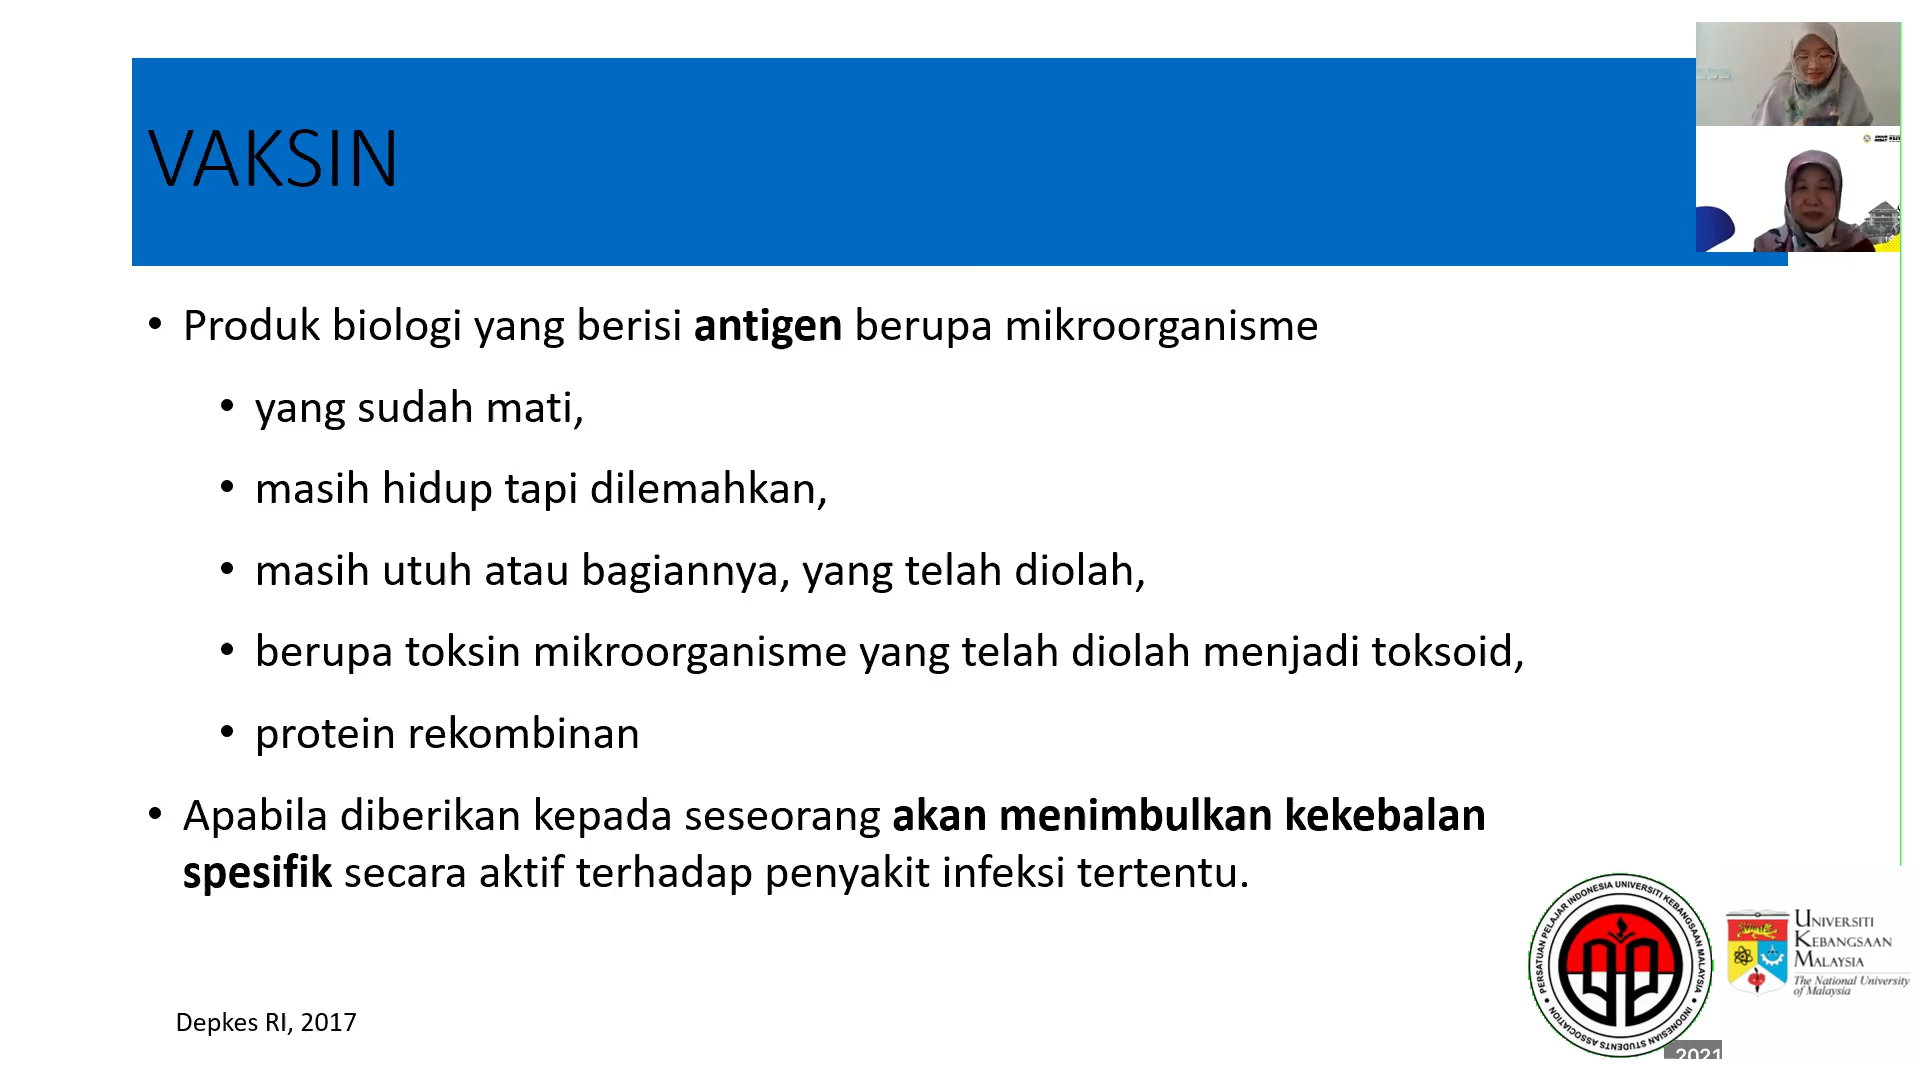 VAKSIN
• Produk biologi yang berisi antigen berupa mikroorganisme
• yang sudah mati,
• masih hidup tapi dilemahkan,
• masih utuh atau bagiannya, yang telah diolah,
• berupa toksin mikroorganisme yang telah diolah menjadi toksoid,
• protein rekombinan
• Apabila diberikan kepada seseorang akan menimbulkan kekebalan
spesifik secara aktif terhadap penyakit infeksi tertentu.
Depkes RI, 2017
PERSATUAN PELAJAR INDONESIA UNIVERSITI KEBANGSAAN MALAYSIA
INDONESIAN STUDENTS ASSOCIATION
2021
UNIVERSITI
KEBANGSAAN
MALAYSIA
The National University
of Malaysia